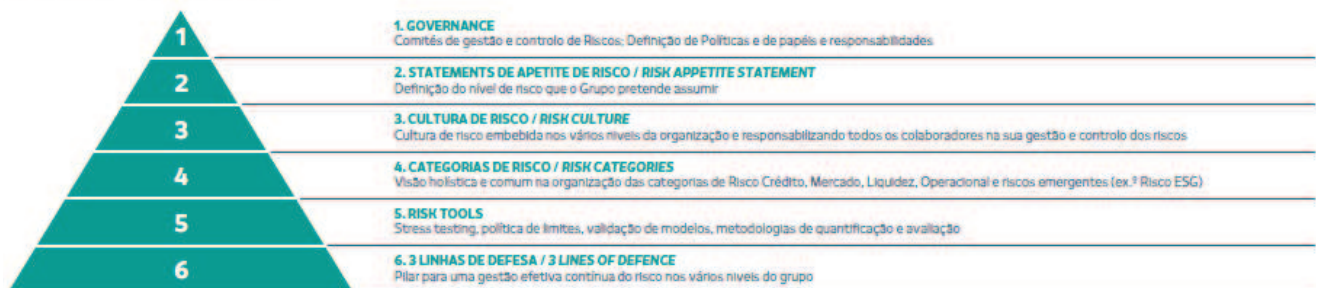 1
1. GOVERNANCE
Comités de gestão e controlo de Riscos; Definição de Políticas e de papéis e responsabilidades
2
2. STATEMENTS DE APETITE DE RISCO / RISK APPETITE STATEMENT
Definição do nível de risco que o Grupo pretende assumir
3
3. CULTURA DE RISCO / RISK CULTURE
Cultura de risco embebida nos vários níveis da organização e responsabilizando todos os colaboradores na sua gestão e controlo dos riscos
4
4. CATEGORIAS DE RISCO / RISK CATEGORIES
Visão holística e comum na organização das categorias de Risco Crédito, Mercado, Liquidez, Operacional e riscos emergentes (ex.º Risco ESG)
5
5. RISK TOOLS
Stress testing, política de limites, validação de modelos, metodologias de quantificação e avaliação
6
6. 3 LINHAS DE DEFESA / 3 LINES OF DEFENCE
Pilar para uma gestão efetiva contínua do risco nos vários níveis do grupo